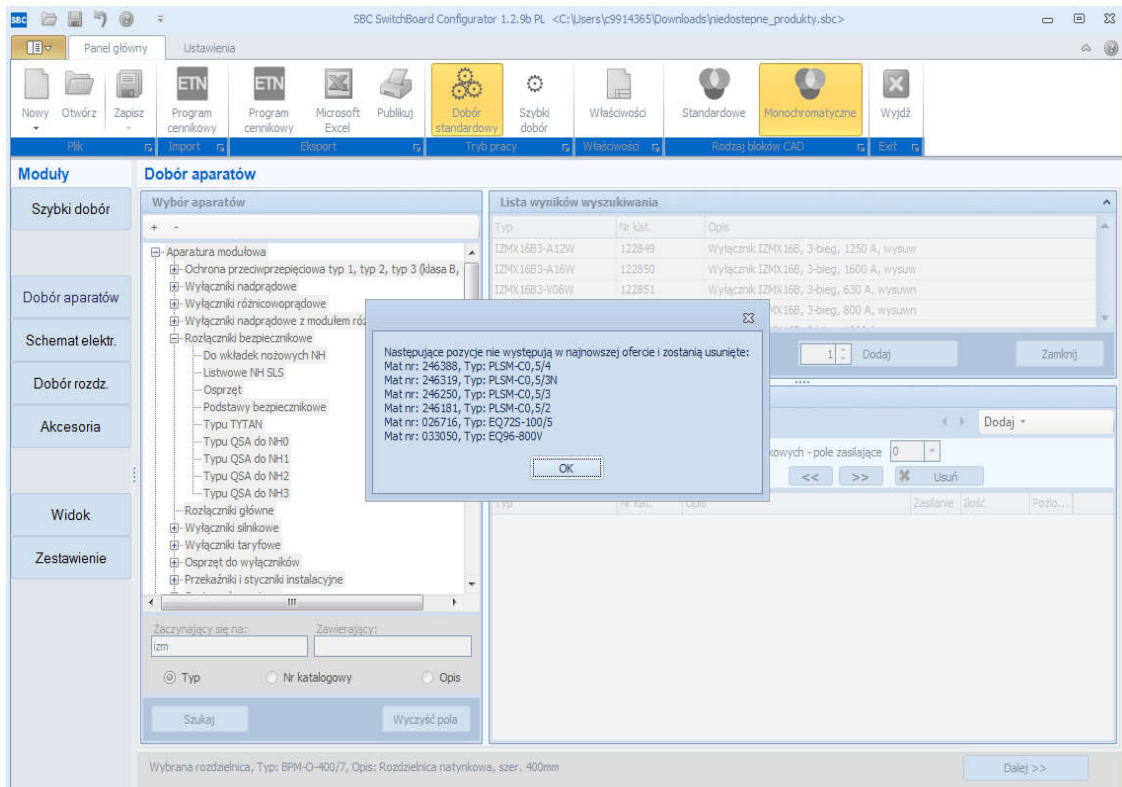 SBC SwitchBoard Configurator 1.2.9b PL <C:\Users\c9914365\Downloads\niedostepne_produkty.sbc>
Panel główny Ustawienia
Nowy Otwórz Zapisz
ETN Program cennikowy
ETN Program cennikowy
Microsoft Excel
Publikuj
Dobór standardowy
Szybki dobór
Właściwości
Standardowe
Monochromatyczne
Wyjdź
Plik Import Eksport Tryb pracy Właściwości Rodzaj bloków CAD Exit
Moduły
Szybki dobór
Dobór aparatów
Schemat elektr.
Dobór rozdz.
Akcesoria
Widok
Zestawienie
Dobór aparatów
Wybór aparatów
+ -
Aparatura modułowa
Ochrona przeciwprzepięciowa typ 1, typ 2, typ 3 (klasa B,
Wyłączniki nadprądowe
Wyłączniki różnicowoprądowe
Wyłączniki nadprądowe z modułem róż
Rozłączniki bezpiecznikowe
Do wkładek nożowych NH
Listwowe NH SLS
Osprzęt
Podstawy bezpiecznikowe
Typu TYTAN
Typu QSA do NH0
Typu QSA do NH1
Typu QSA do NH2
Typu QSA do NH3
Rozłączniki główne
Wyłączniki silnikowe
Wyłączniki taryfowe
Osprzęt do wyłączników
Przekaźniki i styczniki instalacyjne
Zaczynający się na: Zawierający:
izm
Typ Nr katalogowy Opis
Szukaj Wyczyść pola
Lista wyników wyszukiwania
Typ Nr kat. Opis
IZMX16B3-A12W 122849 Wyłącznik IZMX16B, 3-bieg, 1250 A, wysuw
IZMX16B3-A16W 122850 Wyłącznik IZMX16B, 3-bieg, 1600 A, wysuw
IZMX16B3-V06W 122851 Wyłącznik IZMX16B, 3-bieg, 630 A, wysuwn
MX16B, 3-bieg, 800 A, wysuwn
1 Dodaj Zamknij
Następujące pozycje nie występują w najnowszej ofercie i zostaną usunięte:
Mat nr: 246388, Typ: PLSM-C0,5/4
Mat nr: 246319, Typ: PLSM-C0,5/3N
Mat nr: 246250, Typ: PLSM-C0,5/3
Mat nr: 246181, Typ: PLSM-C0,5/2
Mat nr: 026716, Typ: EQ72S-100/5
Mat nr: 033050, Typ: EQ96-800V
OK
Dodaj
kowych - pole zasilające 0
<< >> Usuń
Typ Nr kat. Opis Zasilanie Ilość Pozio...
Wybrana rozdzielnica, Typ: BPM-O-400/7, Opis: Rozdzielnica natynkowa, szer. 400mm
Dalej >>